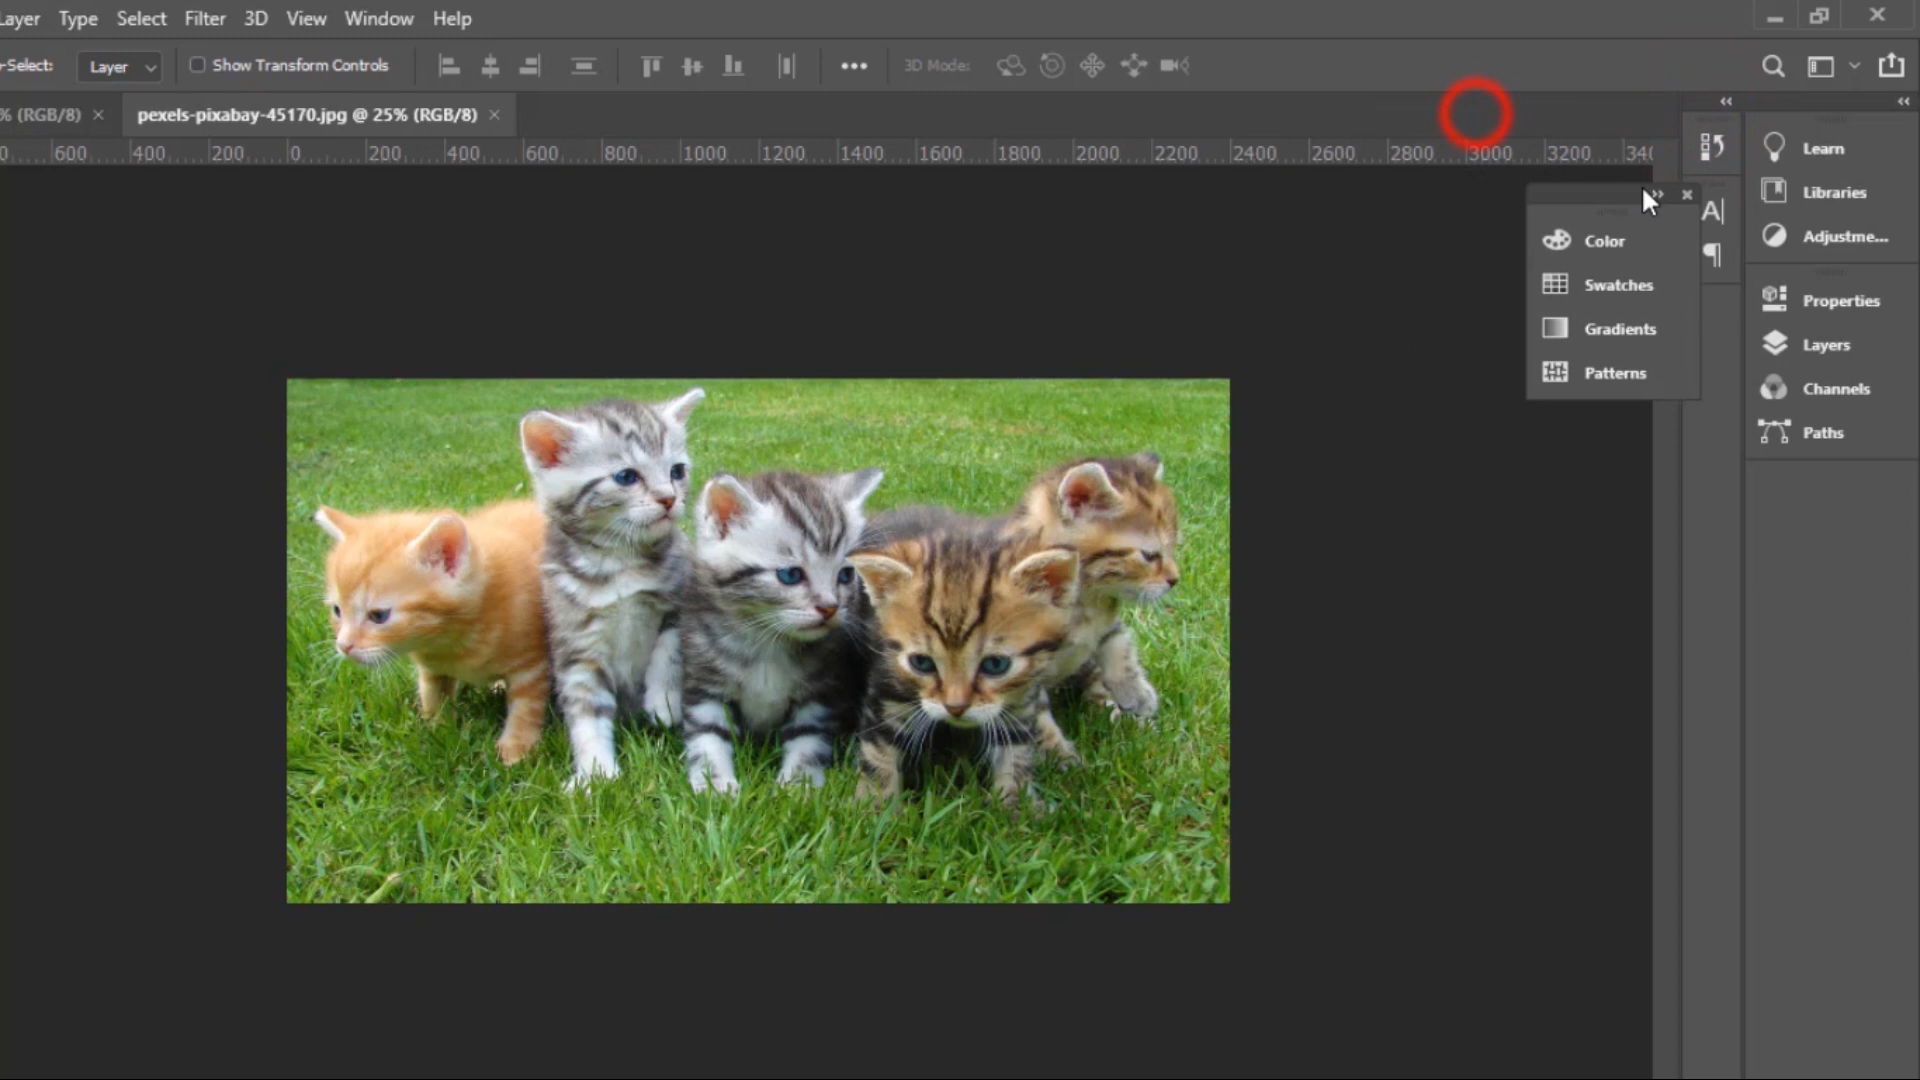 Layer Type Select Filter 3D View Window Help
-Select: Layer Show Transform Controls 3D Mode:
% (RGB/8) × pexels-pixabay-45170.jpg @ 25% (RGB/8) ×
0 600 400 200 0 200 400 600 800 1000 1200 1400 1600 1800 2000 2200 2400 2600 2800 3000 3200 340
Learn
Libraries
Adjustme...
Color
Swatches
Gradients
Patterns
A|
¶
Properties
Layers
Channels
Paths